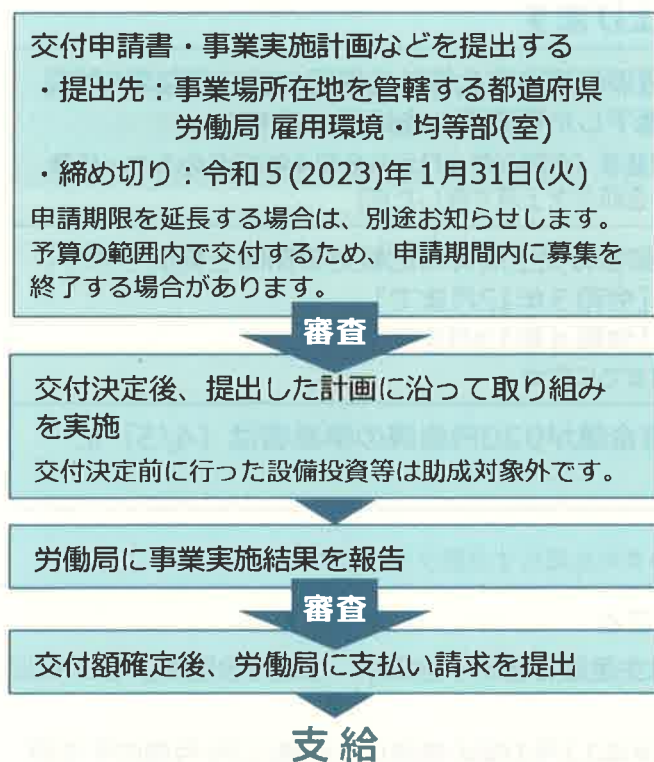 交付申請書・事業実施計画などを提出する
・提出先：事業場所在地を管轄する都道府県
労働局 雇用環境・均等部(室)
・締め切り：令和５(2023)年１月31日(火)
申請期限を延長する場合は、別途お知らせします。
予算の範囲内で交付するため、申請期間内に募集を
終了する場合があります。
審査
交付決定後、提出した計画に沿って取り組み
を実施
交付決定前に行った設備投資等は助成対象外です。
労働局に事業実施結果を報告
審査
交付額確定後、労働局に支払い請求を提出
支給